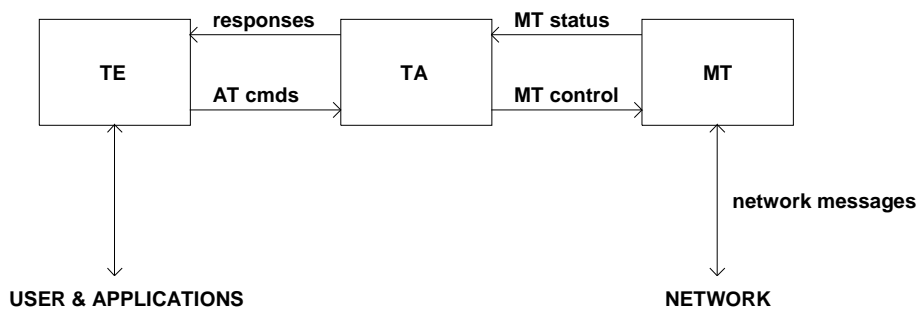 responses
MT status
TE
TA
MT
AT cmds
MT control
network messages
USER & APPLICATIONS
NETWORK